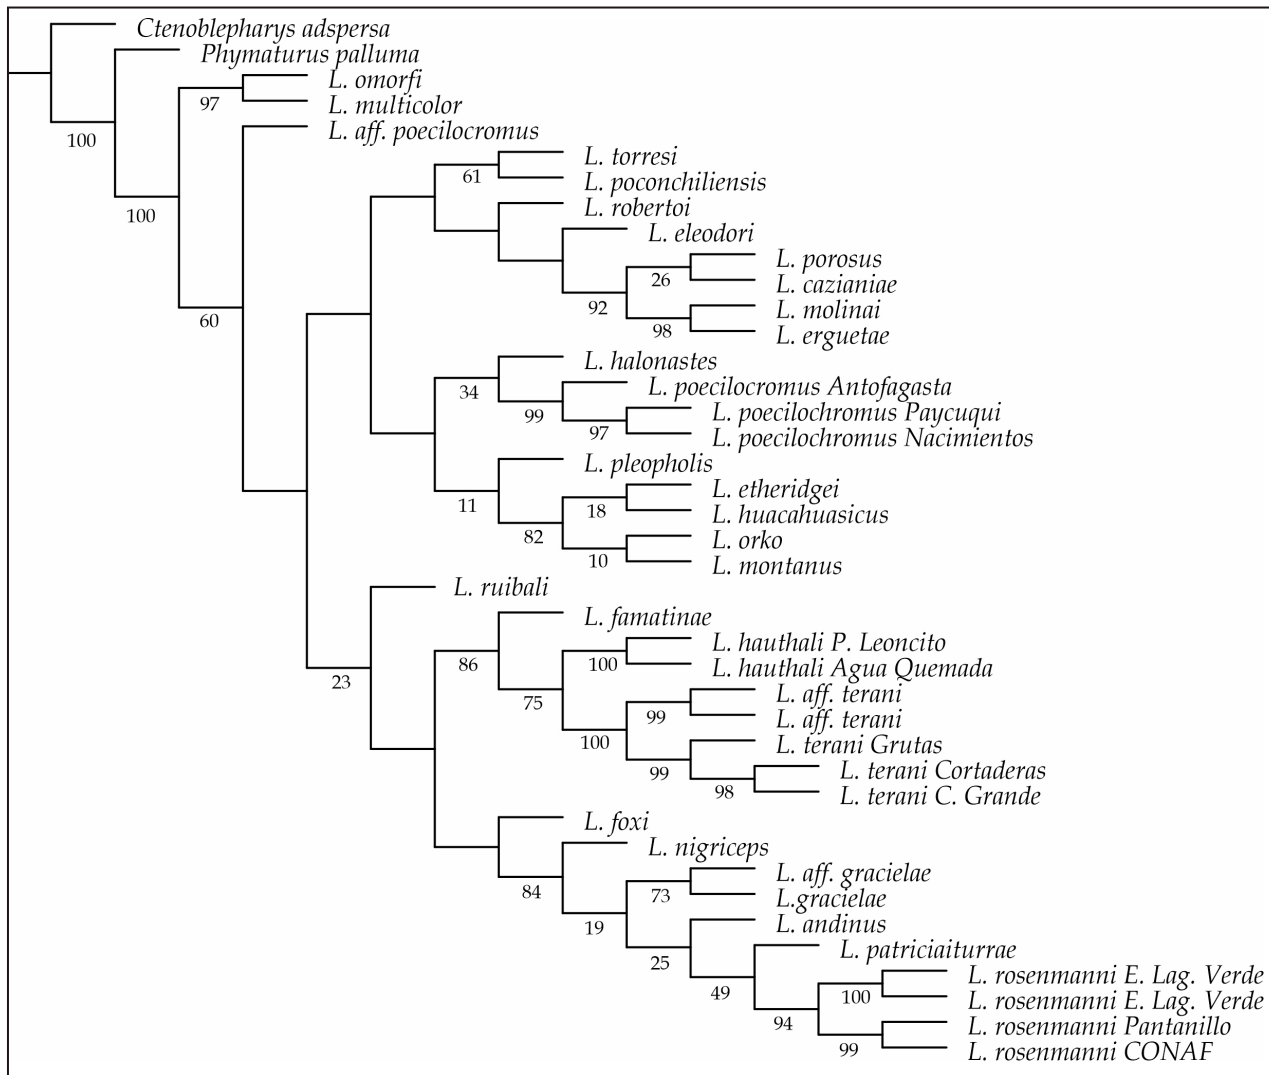 Ctenoblepharys adspersa
Phymaturus palluma
L. omorfi
97
L. multicolor
L. aff. poecilocromus
100
L. torresi
61
L. poconchiliensis
L. robertoi
100
L. eleodori
L. porosus
26
L. cazianiae
92
L. molinai
60
98
L. erguetae
L. halonastes
34
L. poecilocromus Antofagasta
99
L. poecilochromus Paycuqui
97
L. poecilochromus Nacimientos
L. pleopholis
L. etheridgei
11
18
L. huacahuasicus
82
L. orko
10
L. montanus
L. ruibali
L. famatinae
L. hauthali P. Leoncito
86
100
L. hauthali Agua Quemada
23
L. aff. terani
75
99
L. aff. terani
100
L. terani Grutas
99
L. terani Cortaderas
98
L. terani C. Grande
L. foxi
L. nigriceps
L. aff. gracielae
84
73
L.gracielae
19
L. andinus
L. patriciaiturrae
25
L. rosenmanni E. Lag. Verde
49
100
L. rosenmanni E. Lag. Verde
94
L. rosenmanni Pantanillo
99
L. rosenmanni CONAF